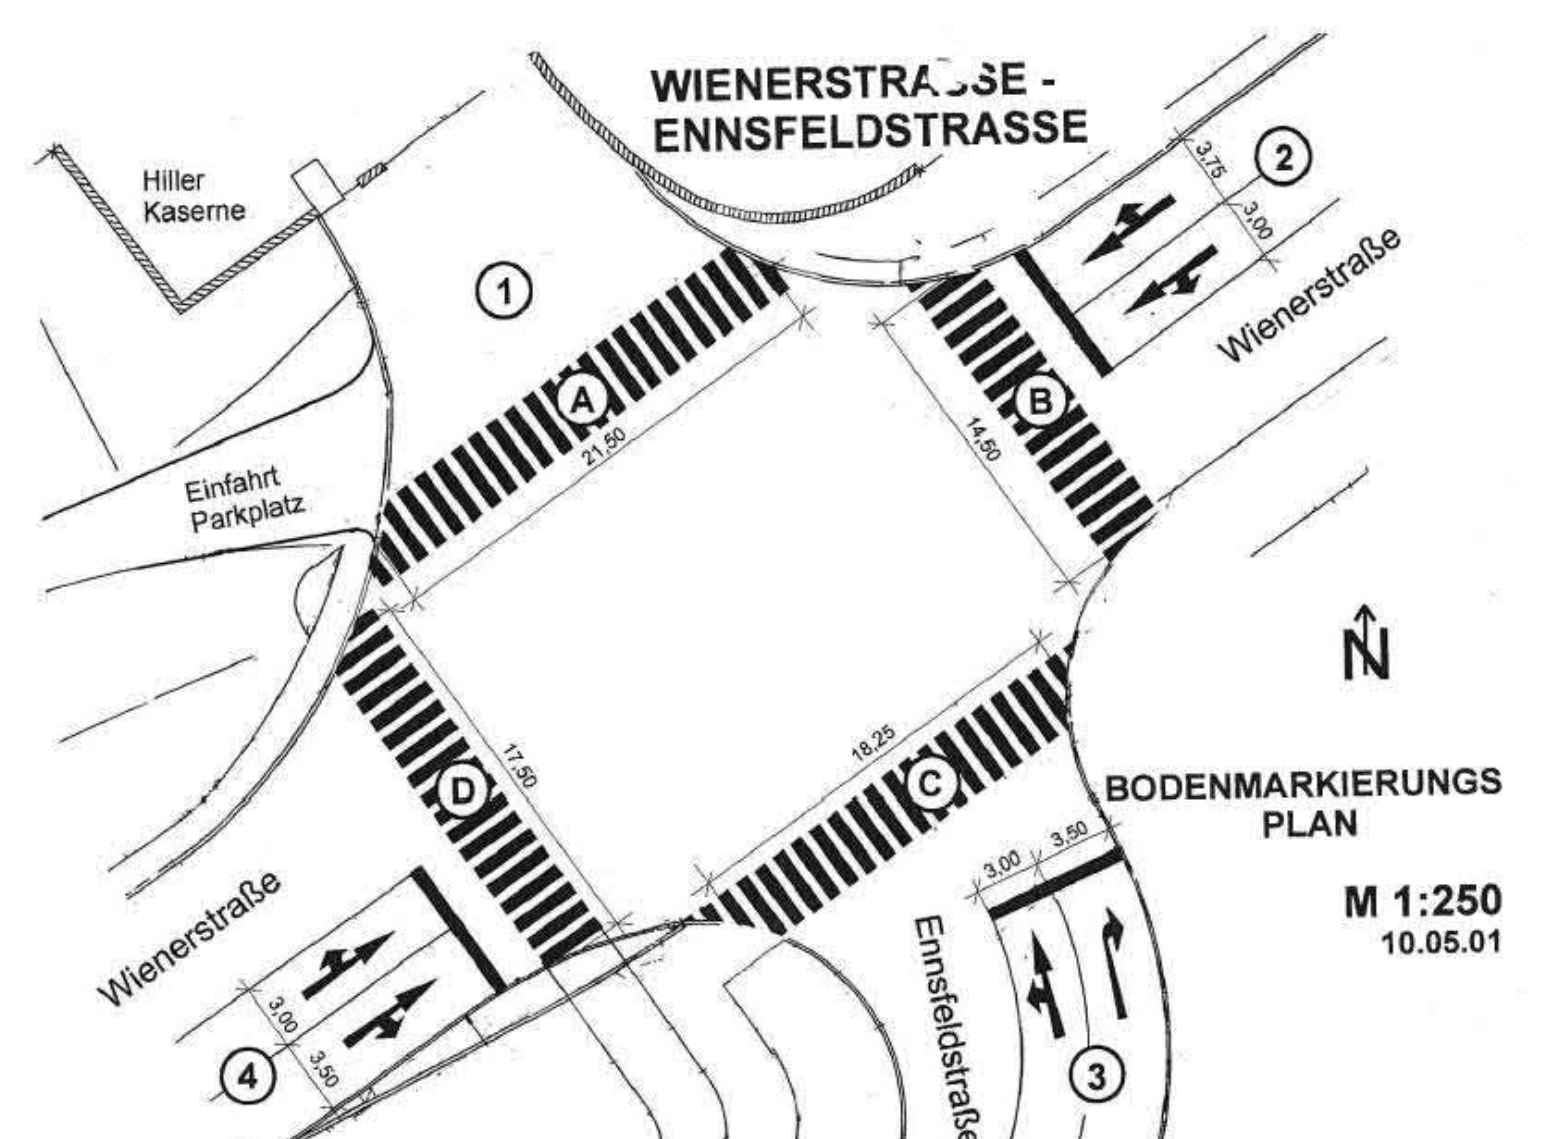 WIENERSTRASSE -
ENNSFELDSTRASSE
Hiller
Kaserne
1
2
3,75
3,00
Wienerstraße
A
21,50
B
14,50
Einfahrt
Parkplatz
N
D
17,50
18,25
C
BODENMARKIERUNGS
PLAN
3,00
3,50
M 1:250
10.05.01
Wienerstraße
Ennsfeldstraße
3,00
3,50
4
3